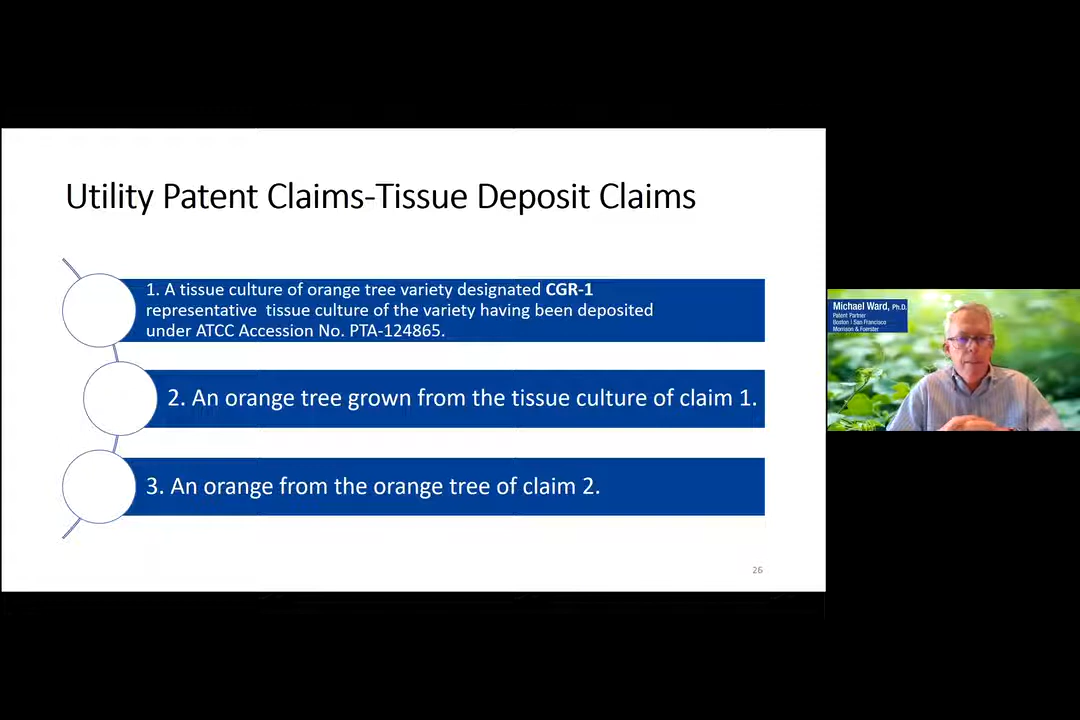 Utility Patent Claims-Tissue Deposit Claims
1. A tissue culture of orange tree variety designated CGR-1
representative tissue culture of the variety having been deposited
under ATCC Accession No. PTA-124865.
2. An orange tree grown from the tissue culture of claim 1.
3. An orange from the orange tree of claim 2.
26
Michael Ward, Ph.D.
Patent Partner
Boston | San Francisco
Morrison & Foerster